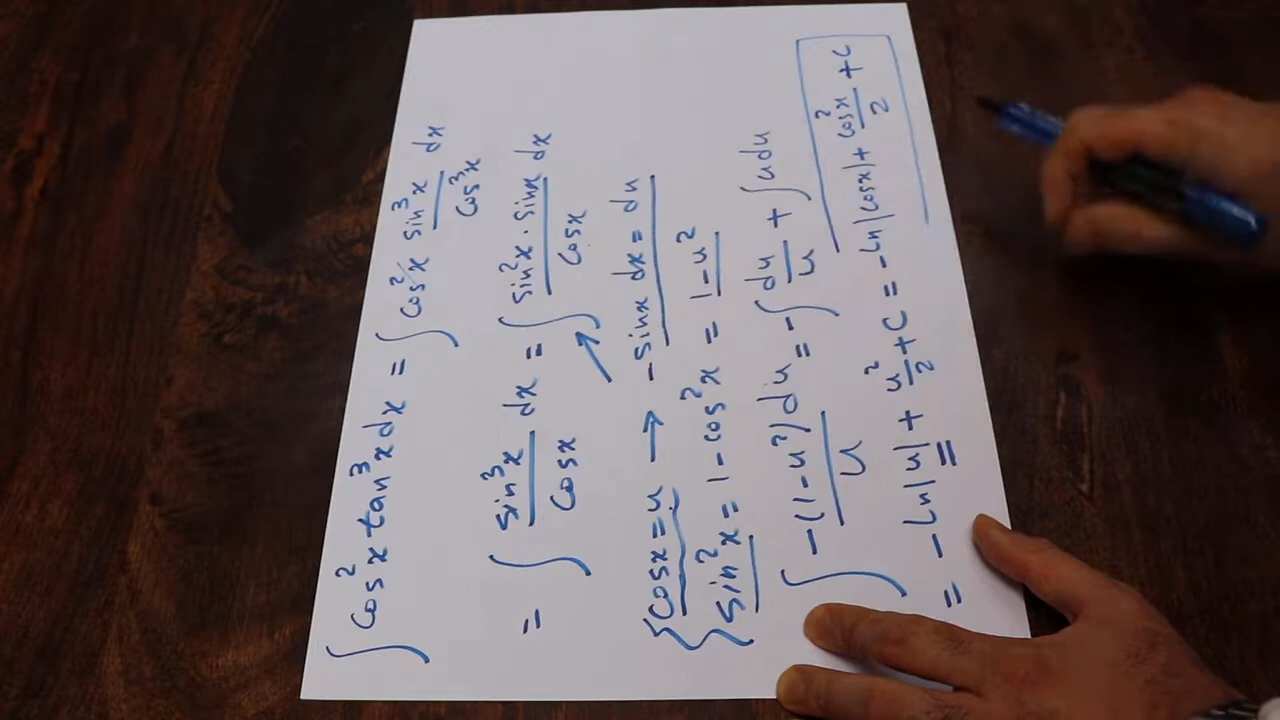 ∫ cos²x tan³x dx = ∫ cos²x sin³x/cos³x dx
= ∫ sin³x/cosx dx = ∫ sin²x · sinx/cosx dx
{ cosx = u → -sinx dx = du
{ sin²x = 1 - cos²x = 1 - u²
∫ -(1-u²)du/u = -∫ du/u + ∫ u du
= -Ln|u| + u²/2 + C = -Ln|cosx| + cos²x/2 + C